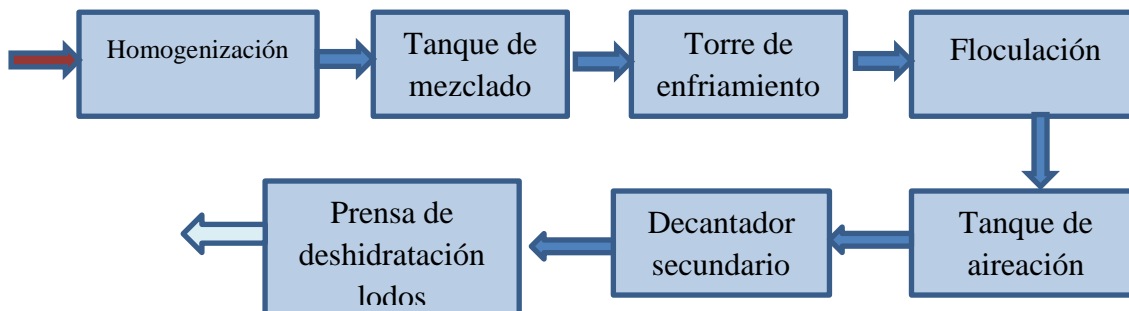 Homogenización
Tanque de
mezclado
Torre de
enfriamiento
Floculación
Tanque de
aireación
Decantador
secundario
Prensa de
deshidratación
lodos